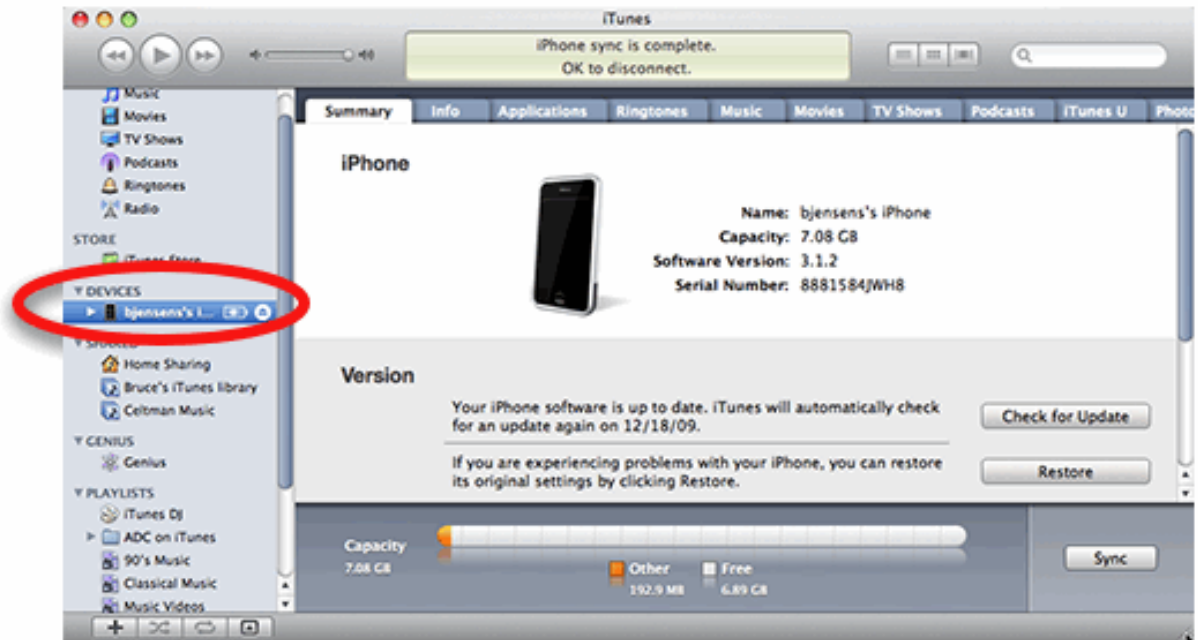 iTunes
iPhone sync is complete.
OK to disconnect.
Music
Movies
TV Shows
Podcasts
Ringtones
Radio
STORE
iTunes Store
▼ DEVICES
bjensens's i...
▼ SHARED
Home Sharing
Bruce's iTunes library
Celtman Music
▼ GENIUS
Genius
▼ PLAYLISTS
iTunes DJ
ADC on iTunes
90's Music
Classical Music
Music Videos
Summary Info Applications Ringtones Music Movies TV Shows Podcasts iTunes U Photo
iPhone
Name: bjensens's iPhone
Capacity: 7.08 GB
Software Version: 3.1.2
Serial Number: 8881584JWH8
Version
Your iPhone software is up to date. iTunes will automatically check
for an update again on 12/18/09.
Check for Update
If you are experiencing problems with your iPhone, you can restore
its original settings by clicking Restore.
Restore
Capacity
7.08 GB
Other
192.9 MB
Free
6.89 GB
Sync